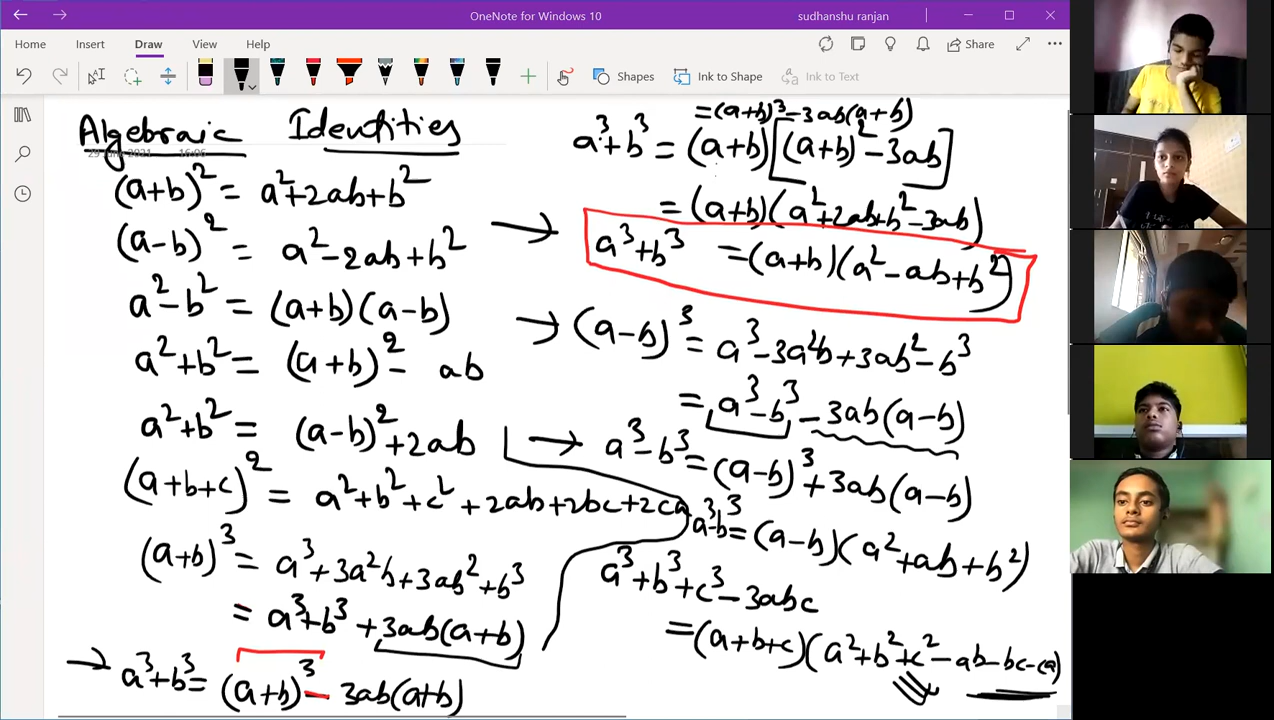 OneNote for Windows 10
sudhanshu ranjan
Home Insert Draw View Help
Share
Shapes Ink to Shape Ink to Text
Algebraic Identities
2021 16:05
(a+b)² = a²+2ab+b²
(a-b)² = a²-2ab+b²
a²-b² = (a+b)(a-b)
a²+b² = (a+b)² - ab
a²+b² = (a-b)²+2ab
(a+b+c)² = a²+b²+c²+2ab+2bc+2ca
(a+b)³ = a³+3a²b+3ab²+b³
= a³+b³+3ab(a+b)
→ a³+b³ = (a+b)³ - 3ab(a+b)
=(a+b)³-3ab(a+b)
a³+b³ = (a+b)[(a+b)²-3ab]
= (a+b)(a²+2ab+b²-3ab)
→ a³+b³ =(a+b)(a²-ab+b²)
→ (a-b)³ = a³-3a²b+3ab²-b³
= a³-b³-3ab(a-b)
→ a³-b³ = (a-b)³+3ab(a-b)
a³-b³ = (a-b)(a²+ab+b²)
a³+b³+c³-3abc
=(a+b+c)(a²+b²+c²-ab-bc-ca)